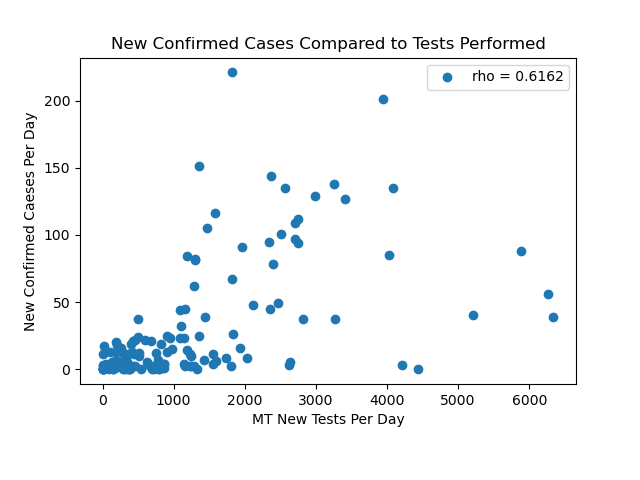 New Confirmed Cases Compared to Tests Performed
rho = 0.6162
New Confirmed Caeses Per Day
200
150
100
50
0
0 1000 2000 3000 4000 5000 6000
MT New Tests Per Day